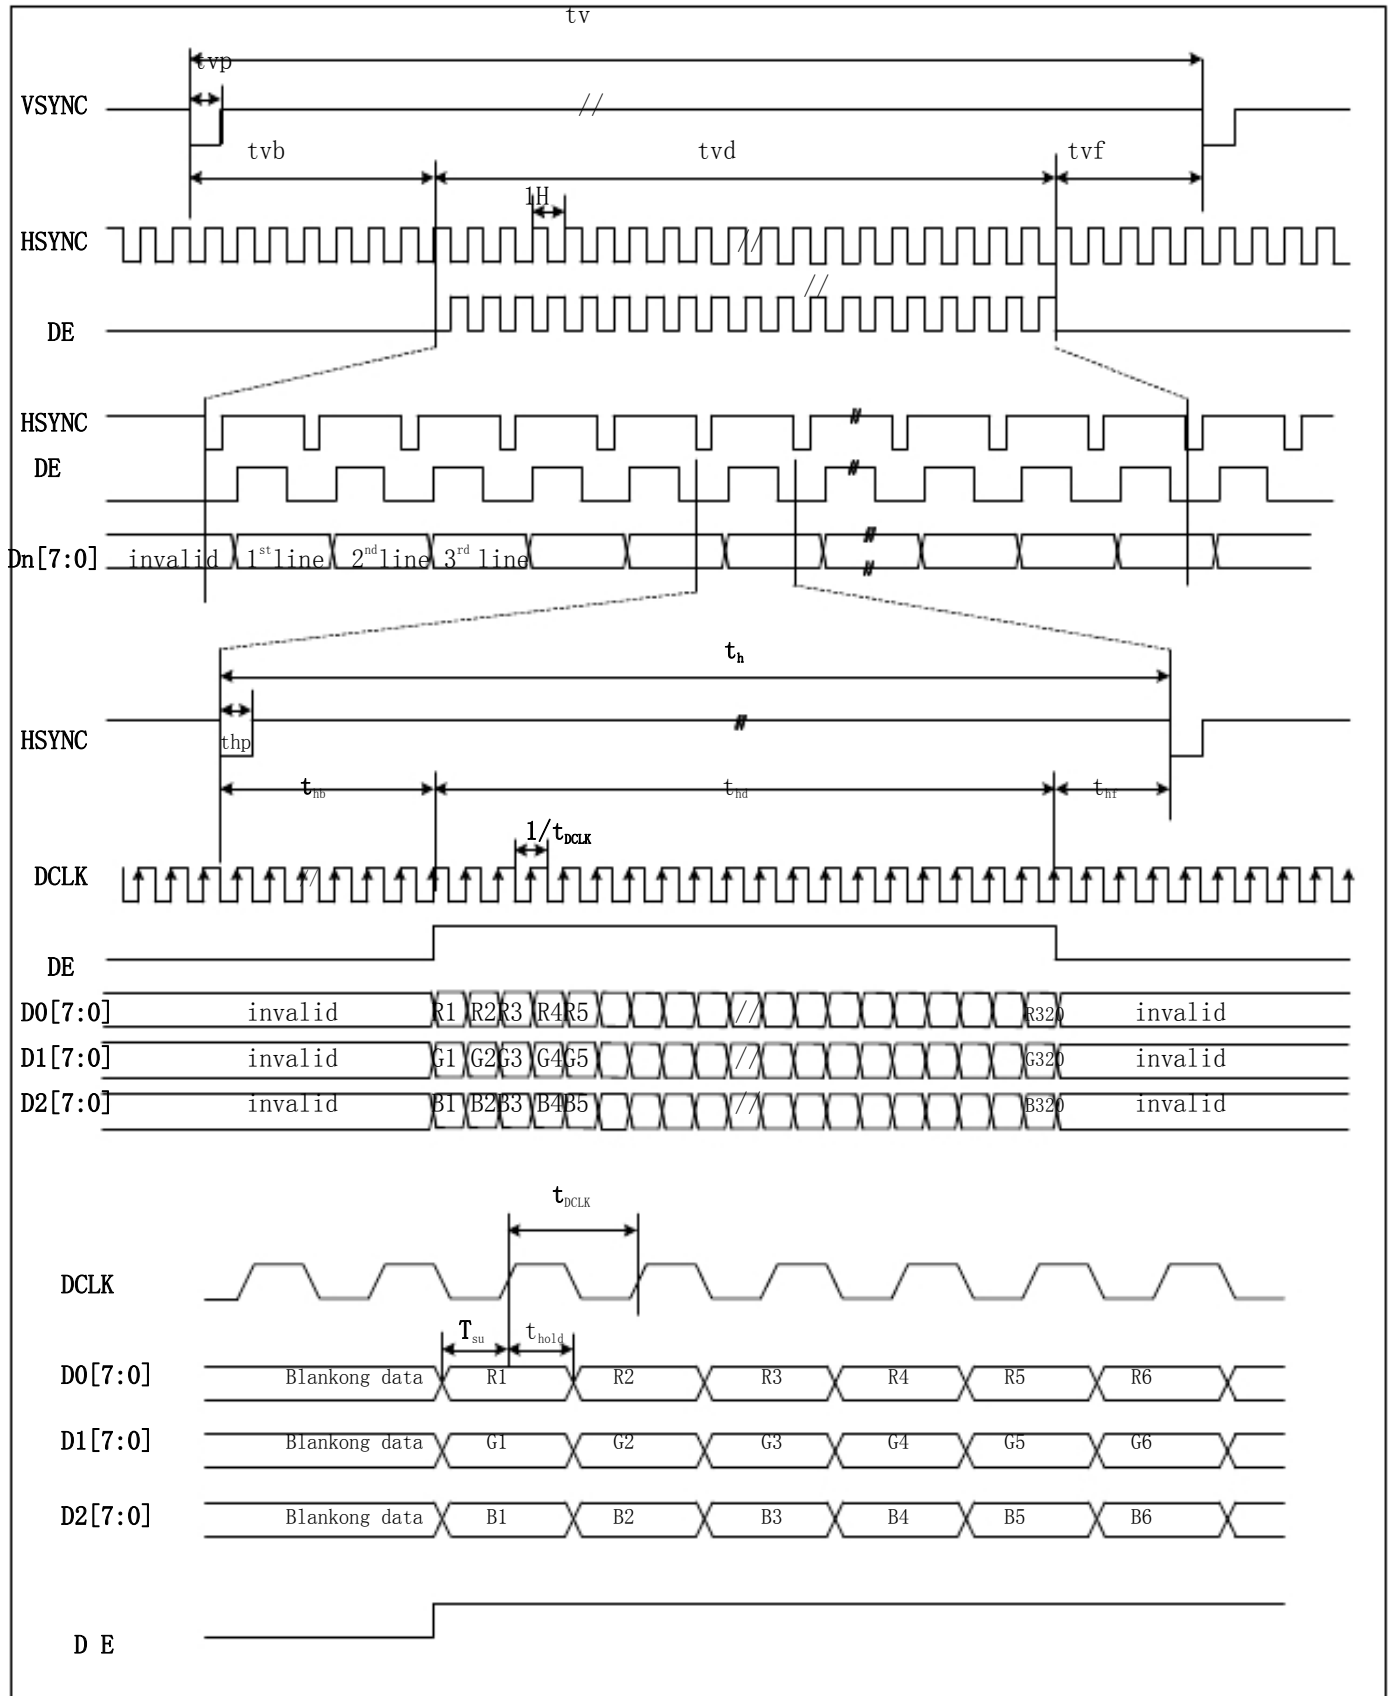 tv
tvp
VSYNC //
tvb tvd tvf
1H
HSYNC //
//
DE
HSYNC //
DE //
Dn[7:0] invalid 1st line 2nd line 3rd line //
th
HSYNC thp //
thb thd thf
1/tDCLK
DCLK //
DE
D0[7:0] invalid R1 R2 R3 R4 R5 // R320 invalid
D1[7:0] invalid G1 G2 G3 G4 G5 // G320 invalid
D2[7:0] invalid B1 B2 B3 B4 B5 // B320 invalid
tDCLK
DCLK
Tsu thold
D0[7:0] Blankong data R1 R2 R3 R4 R5 R6
D1[7:0] Blankong data G1 G2 G3 G4 G5 G6
D2[7:0] Blankong data B1 B2 B3 B4 B5 B6
D E